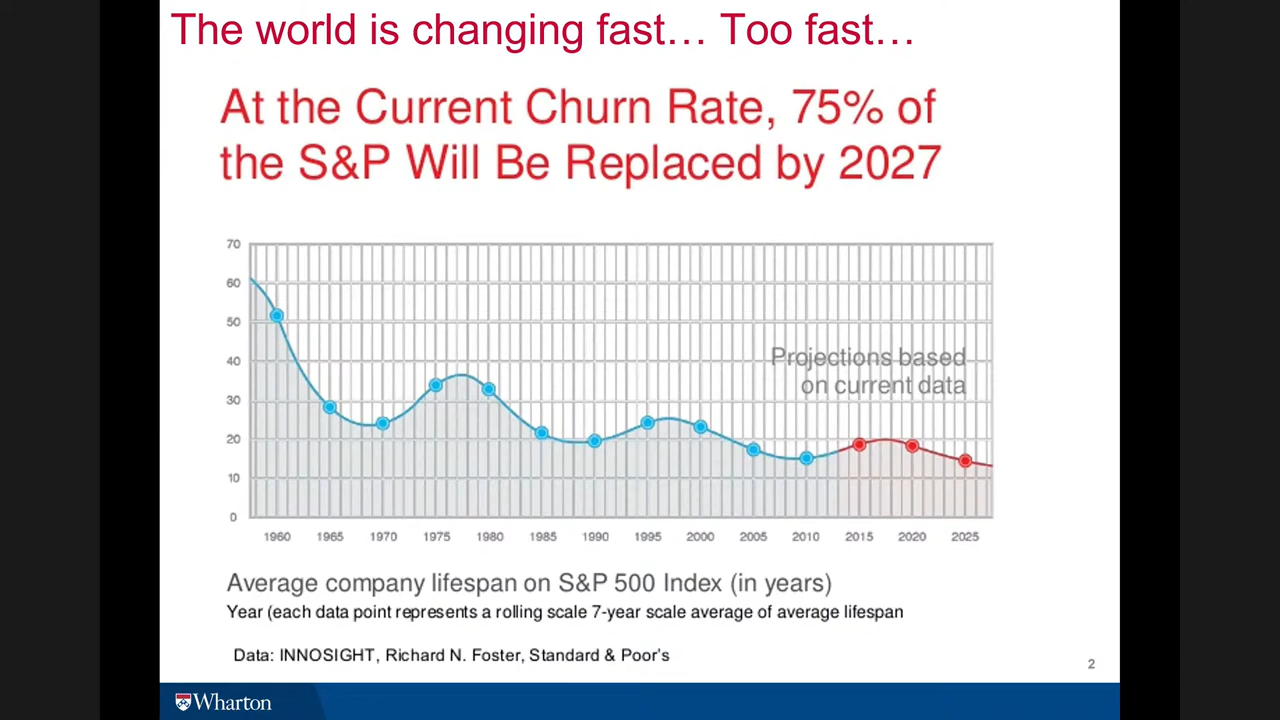 The world is changing fast… Too fast…
At the Current Churn Rate, 75% of
the S&P Will Be Replaced by 2027
70
60
50
40
30
20
10
0
Projections based
on current data
1960 1965 1970 1975 1980 1985 1990 1995 2000 2005 2010 2015 2020 2025
Average company lifespan on S&P 500 Index (in years)
Year (each data point represents a rolling scale 7-year scale average of average lifespan
Data: INNOSIGHT, Richard N. Foster, Standard & Poor's
2
Wharton